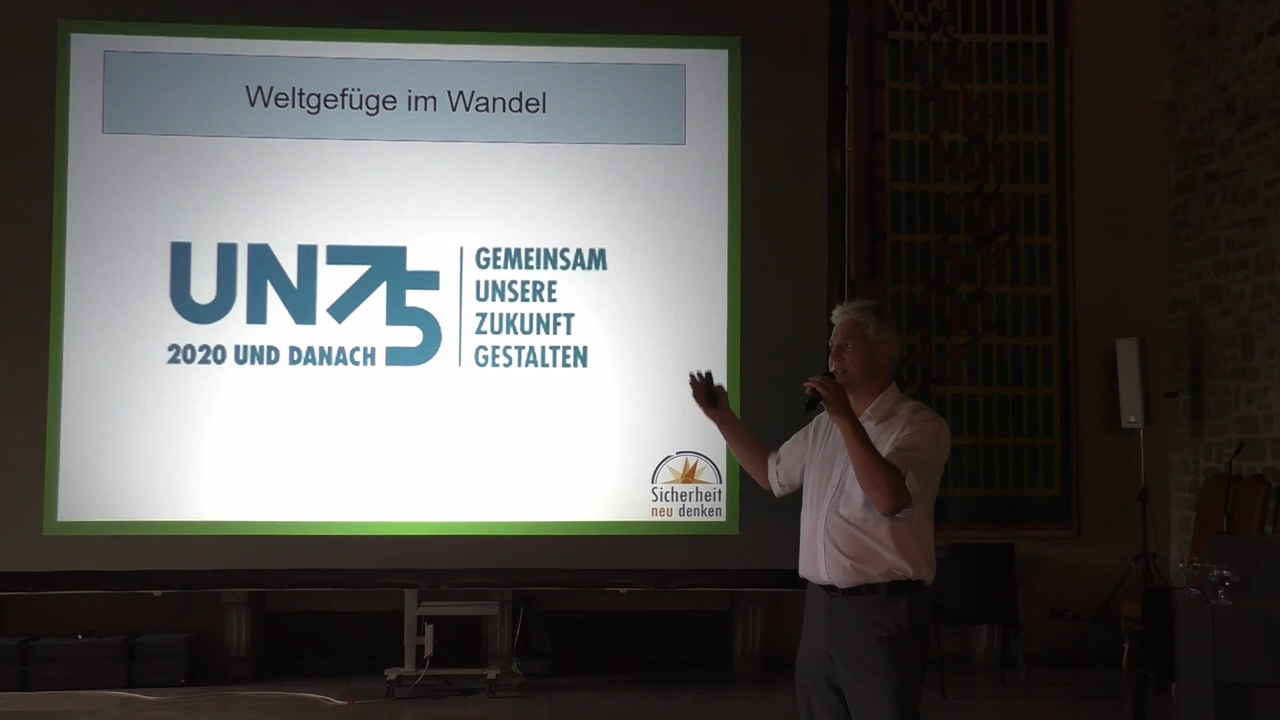 Weltgefüge im Wandel
UN75
2020 UND DANACH
GEMEINSAM
UNSERE
ZUKUNFT
GESTALTEN
Sicherheit
neu denken